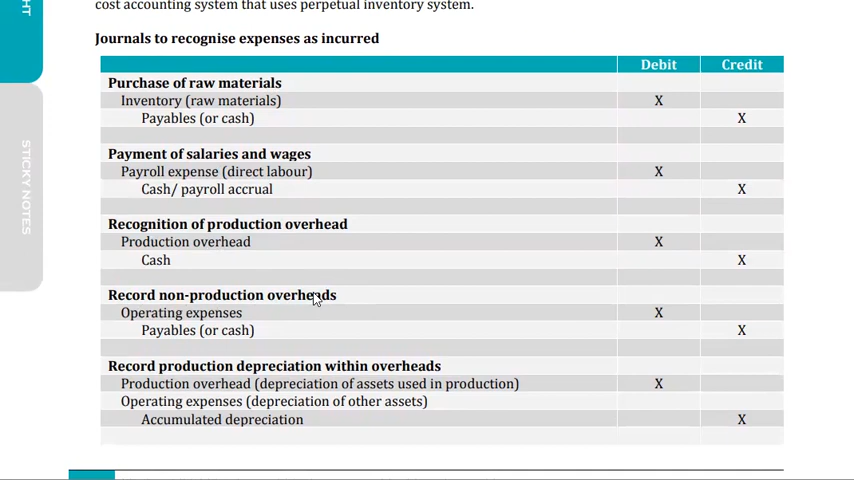 cost accounting system that uses perpetual inventory system.
Journals to recognise expenses as incurred
Debit Credit
Purchase of raw materials
Inventory (raw materials) X
Payables (or cash) X
Payment of salaries and wages
Payroll expense (direct labour) X
Cash/ payroll accrual X
Recognition of production overhead
Production overhead X
Cash X
Record non-production overheads
Operating expenses X
Payables (or cash) X
Record production depreciation within overheads
Production overhead (depreciation of assets used in production) X
Operating expenses (depreciation of other assets)
Accumulated depreciation X
STICKY NOTES